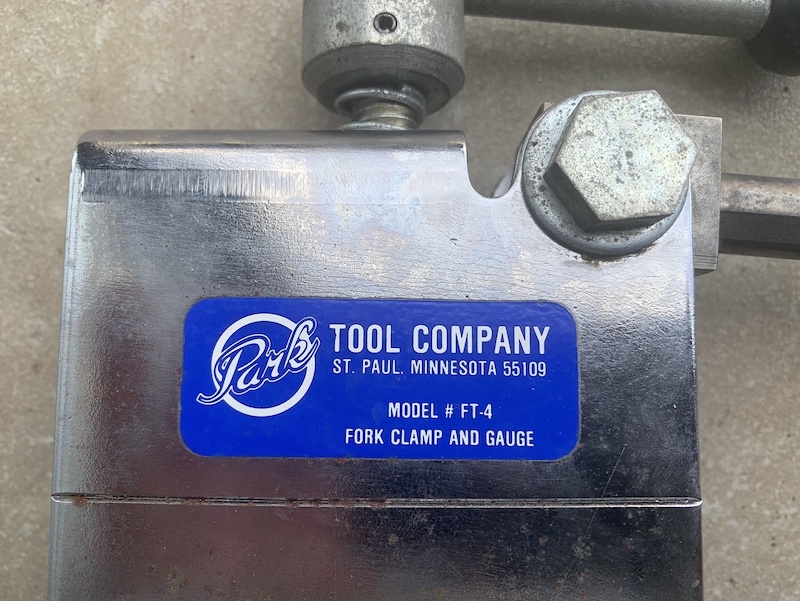 Park
TOOL COMPANY
ST. PAUL, MINNESOTA 55109
MODEL # FT-4
FORK CLAMP AND GAUGE